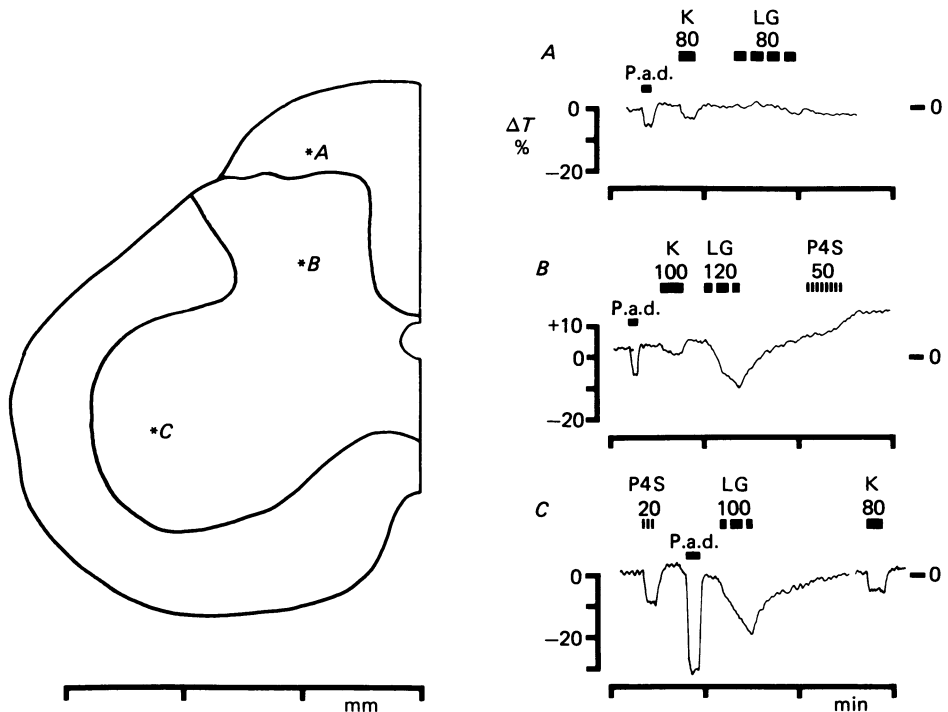 *A
*B
*C
mm
A
K LG
80 80
P.a.d.
0
ΔT
%
−20
0
B
K LG P4S
100 120 50
P.a.d.
+10
0
−20
0
C
P4S LG K
20 100 80
P.a.d.
0
−20
0
min